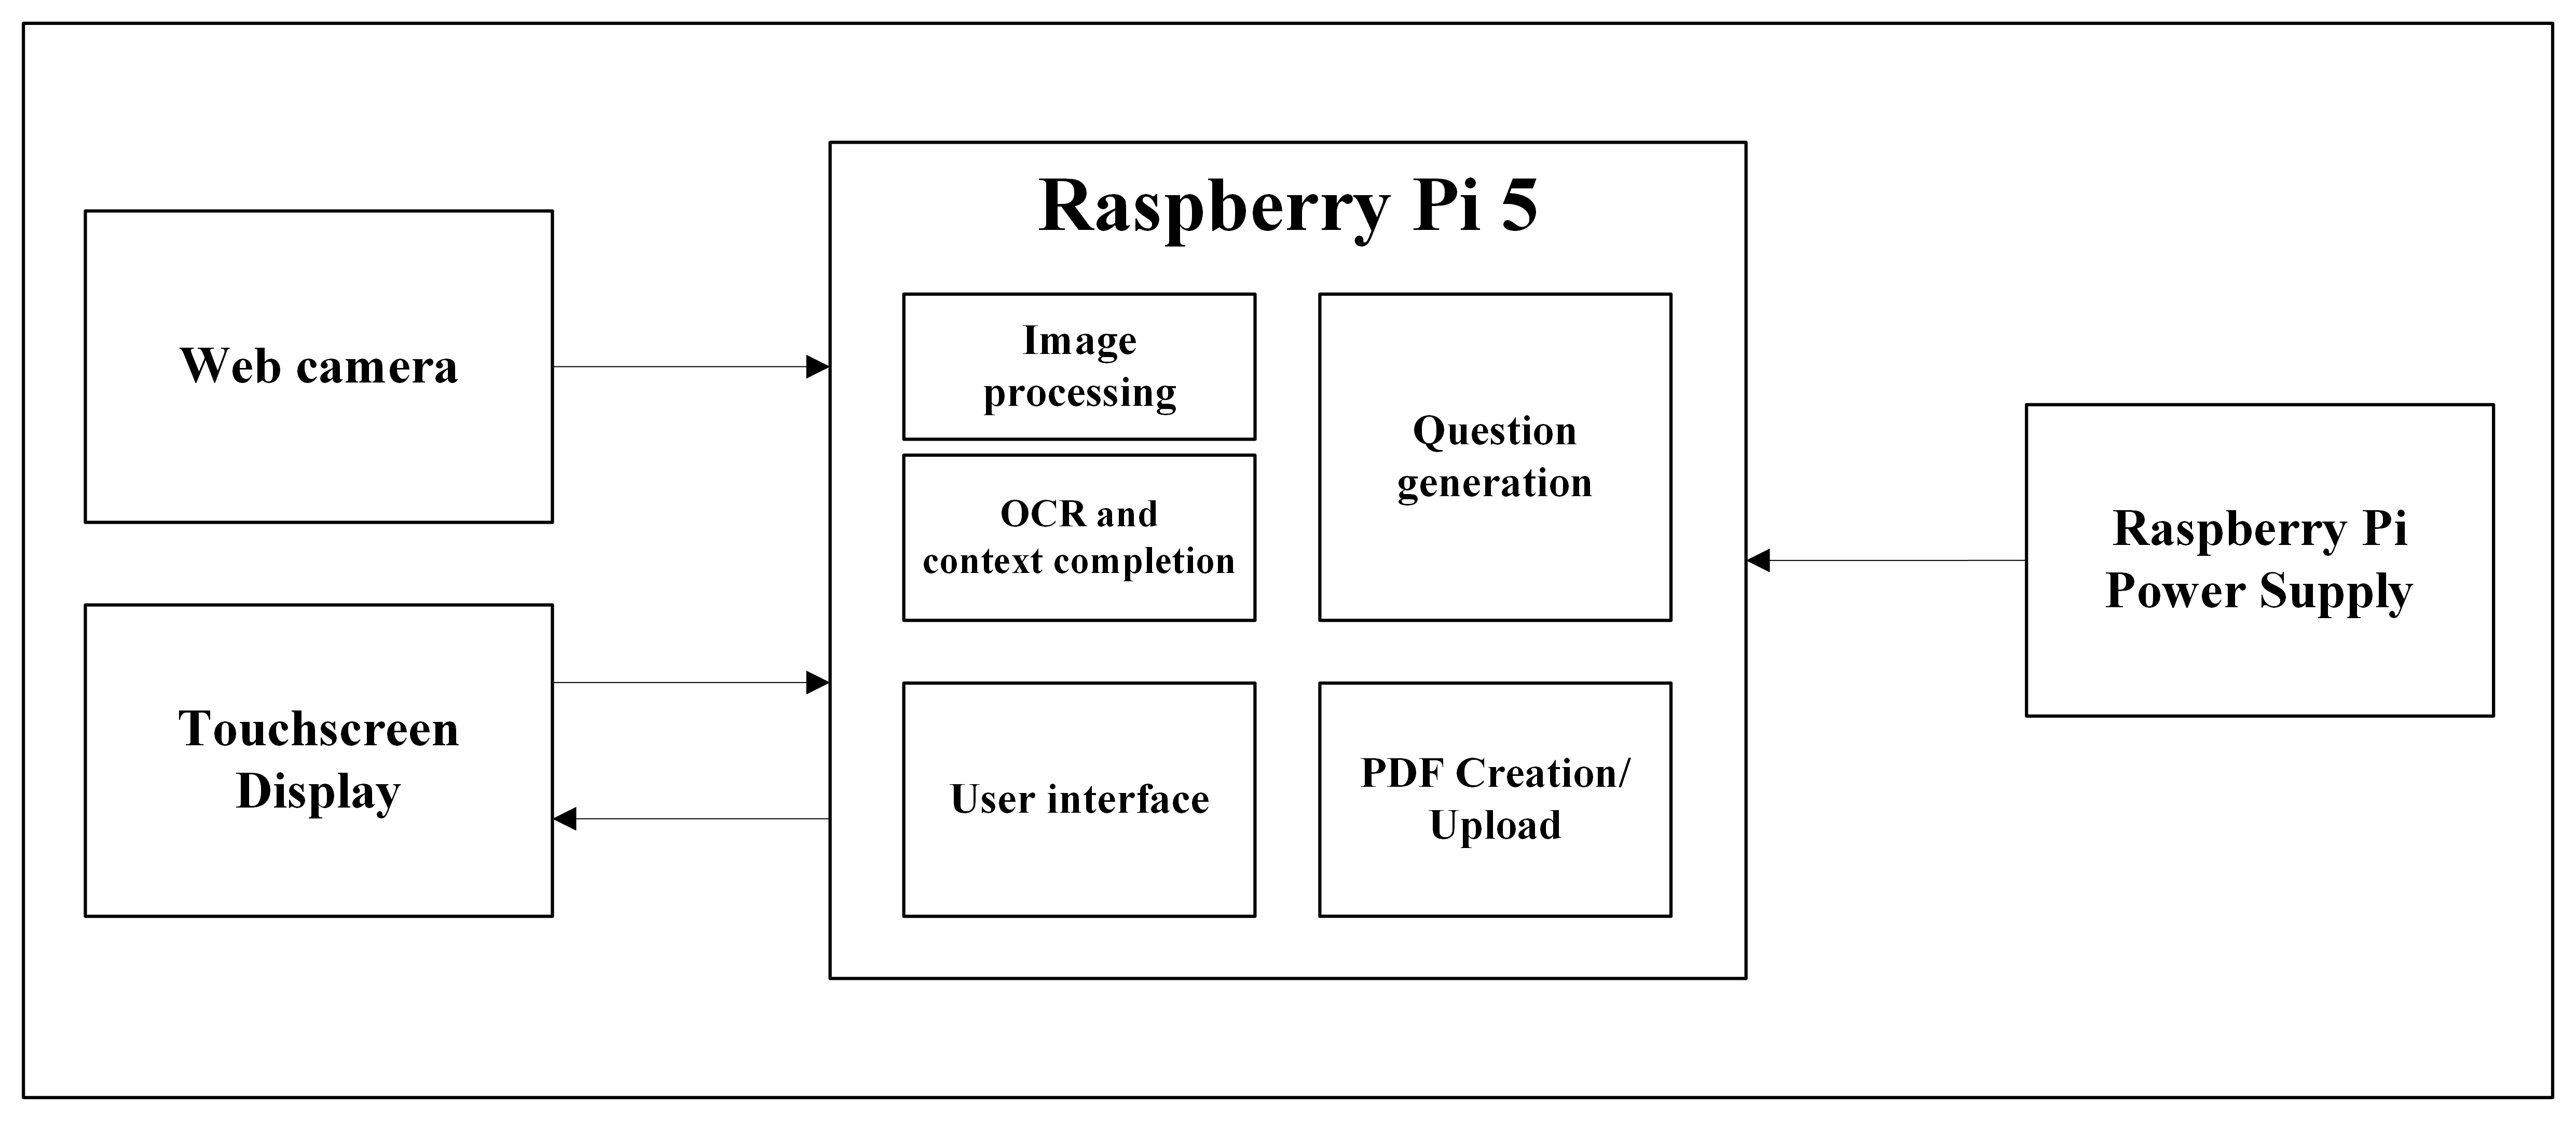 Raspberry Pi 5
Web camera
Image
processing
Question
generation
OCR and
context completion
Raspberry Pi
Power Supply
Touchscreen
Display
User interface
PDF Creation/
Upload